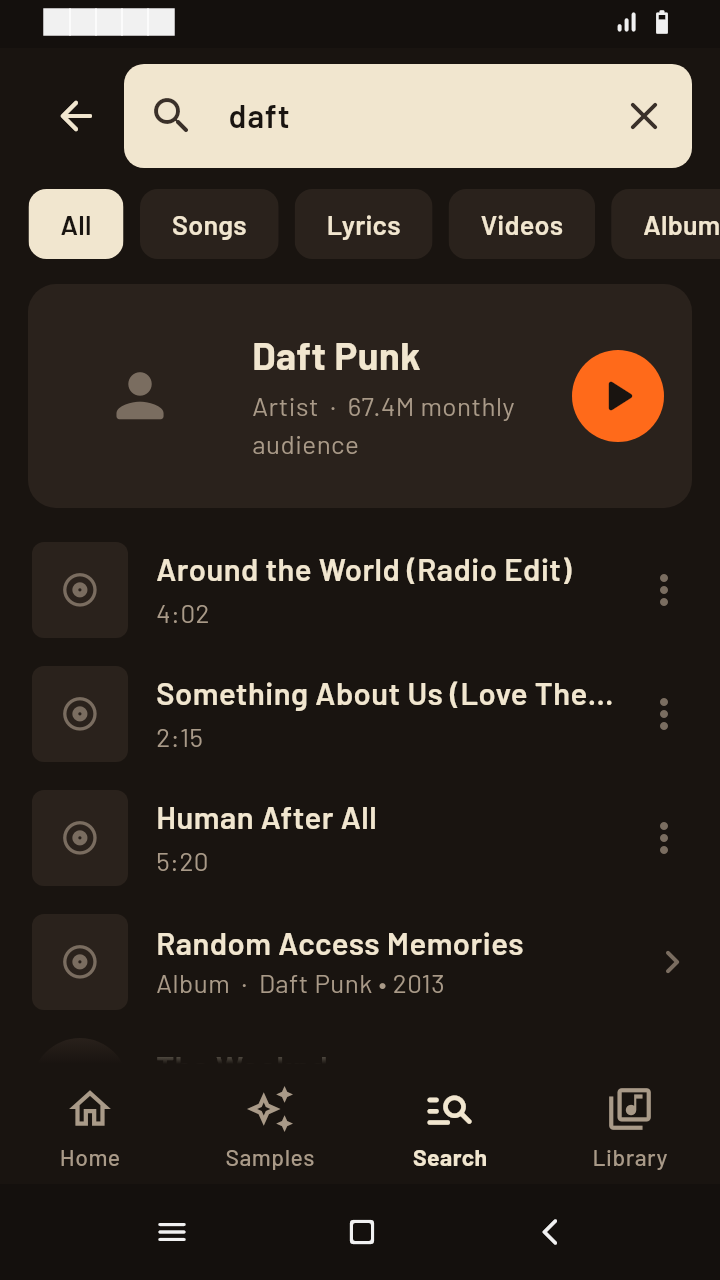 daft
All
Songs
Lyrics
Videos
Album
Daft Punk
Artist · 67.4M monthly
audience
Around the World (Radio Edit)
4:02
Something About Us (Love The...
2:15
Human After All
5:20
Random Access Memories
Album · Daft Punk • 2013
Home
Samples
Search
Library